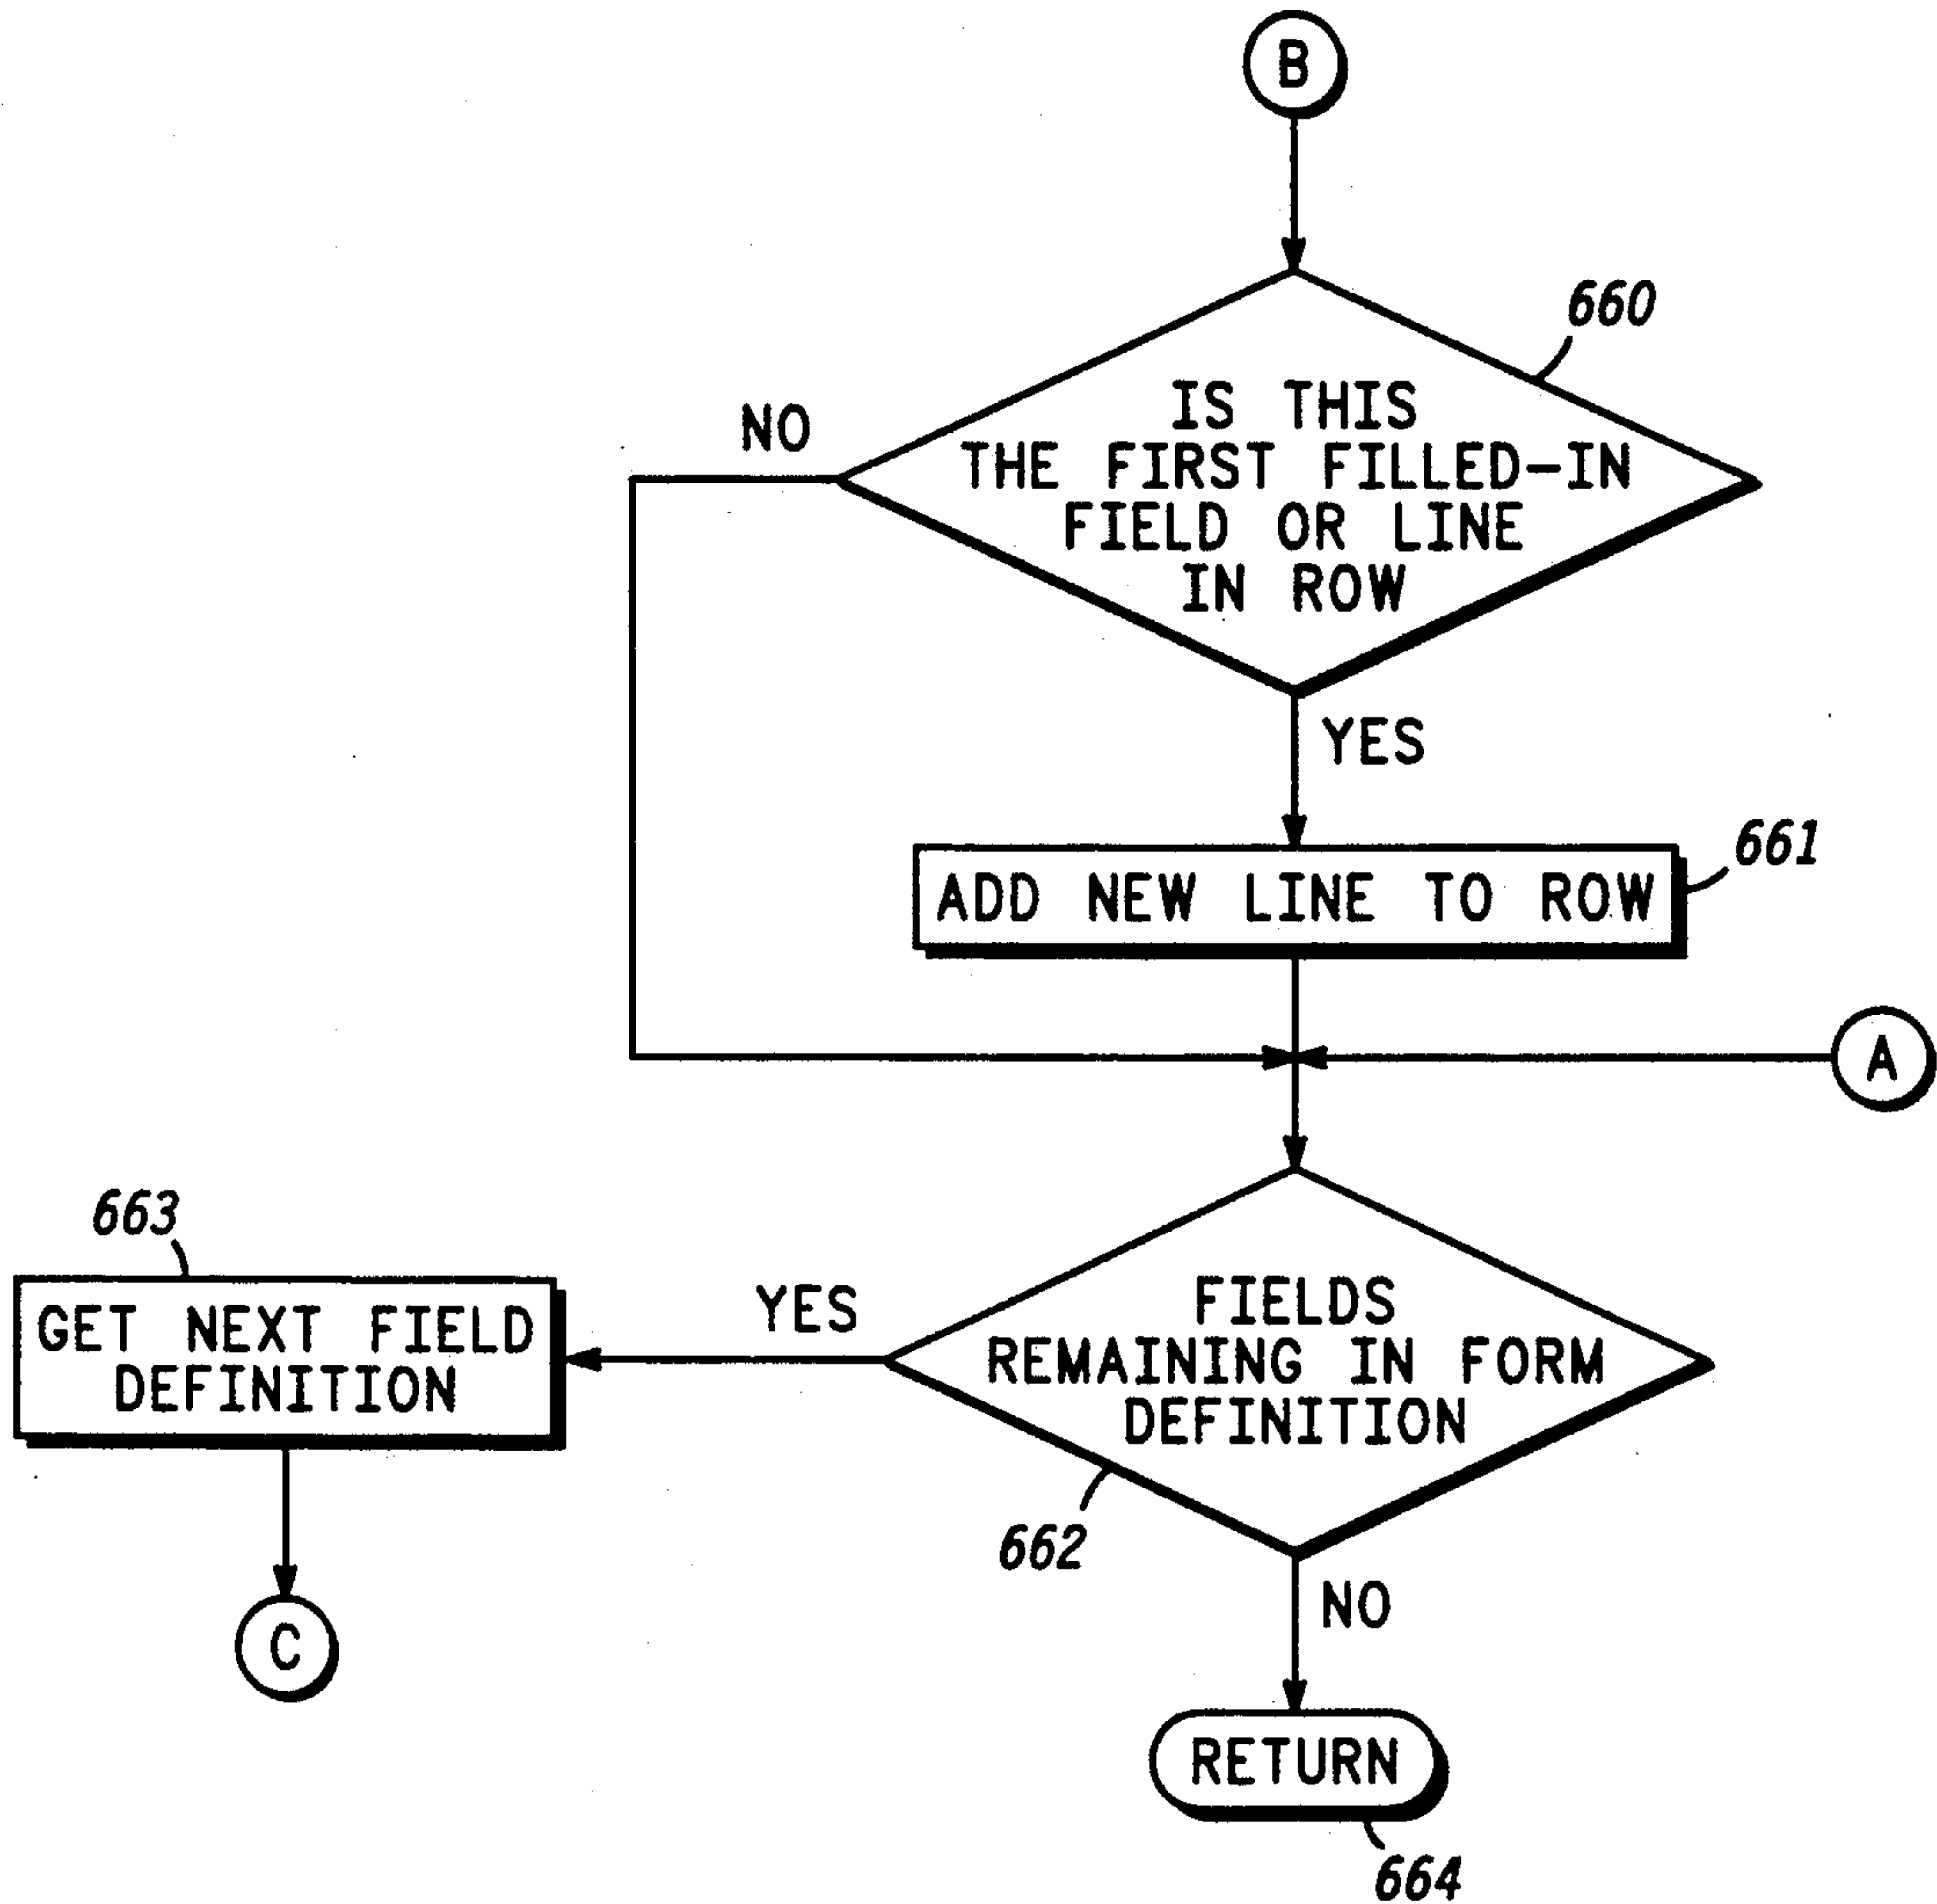 B
660
IS THIS
THE FIRST FILLED-IN
FIELD OR LINE
IN ROW
NO
YES
661
ADD NEW LINE TO ROW
A
663
GET NEXT FIELD
DEFINITION
YES
FIELDS
REMAINING IN FORM
DEFINITION
662
NO
C
RETURN
664